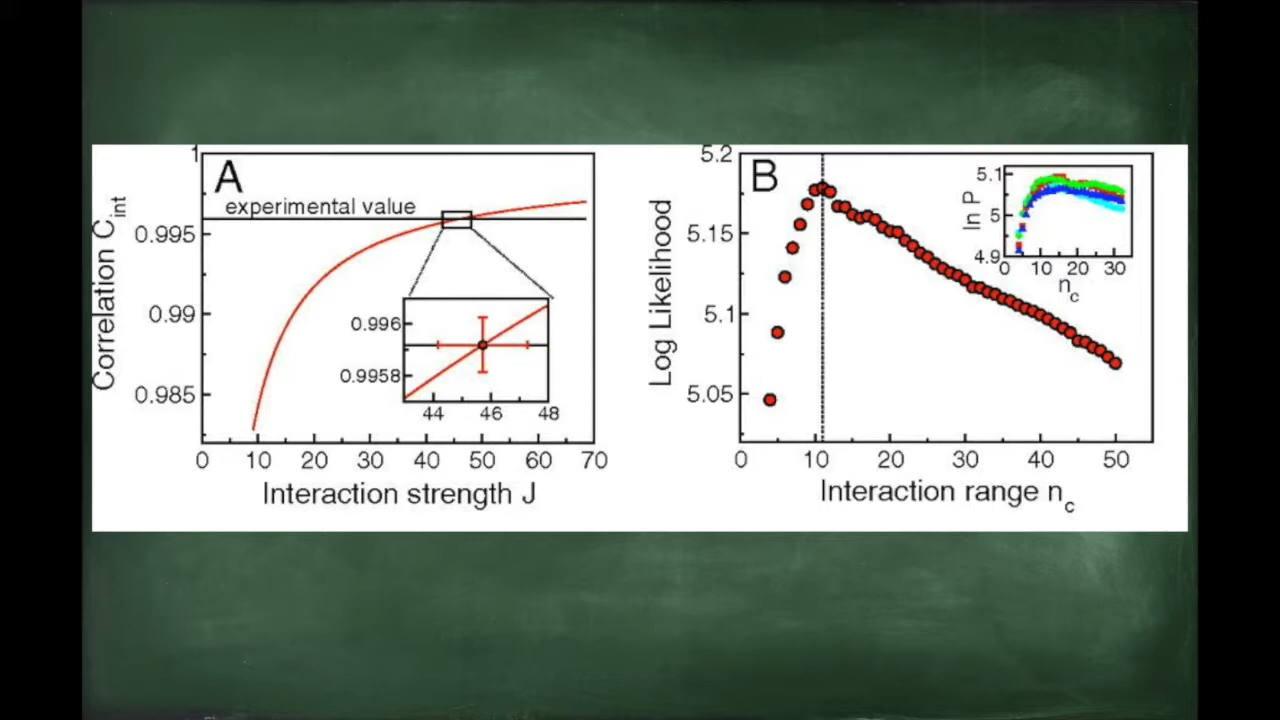 A
experimental value
Correlation C_int
1
0.995
0.99
0.985
0.996
0.9958
44 46 48
0 10 20 30 40 50 60 70
Interaction strength J
B
Log Likelihood
5.2
5.15
5.1
5.05
ln P
5.1
5
4.9
0 10 20 30
n_c
0 10 20 30 40 50
Interaction range n_c